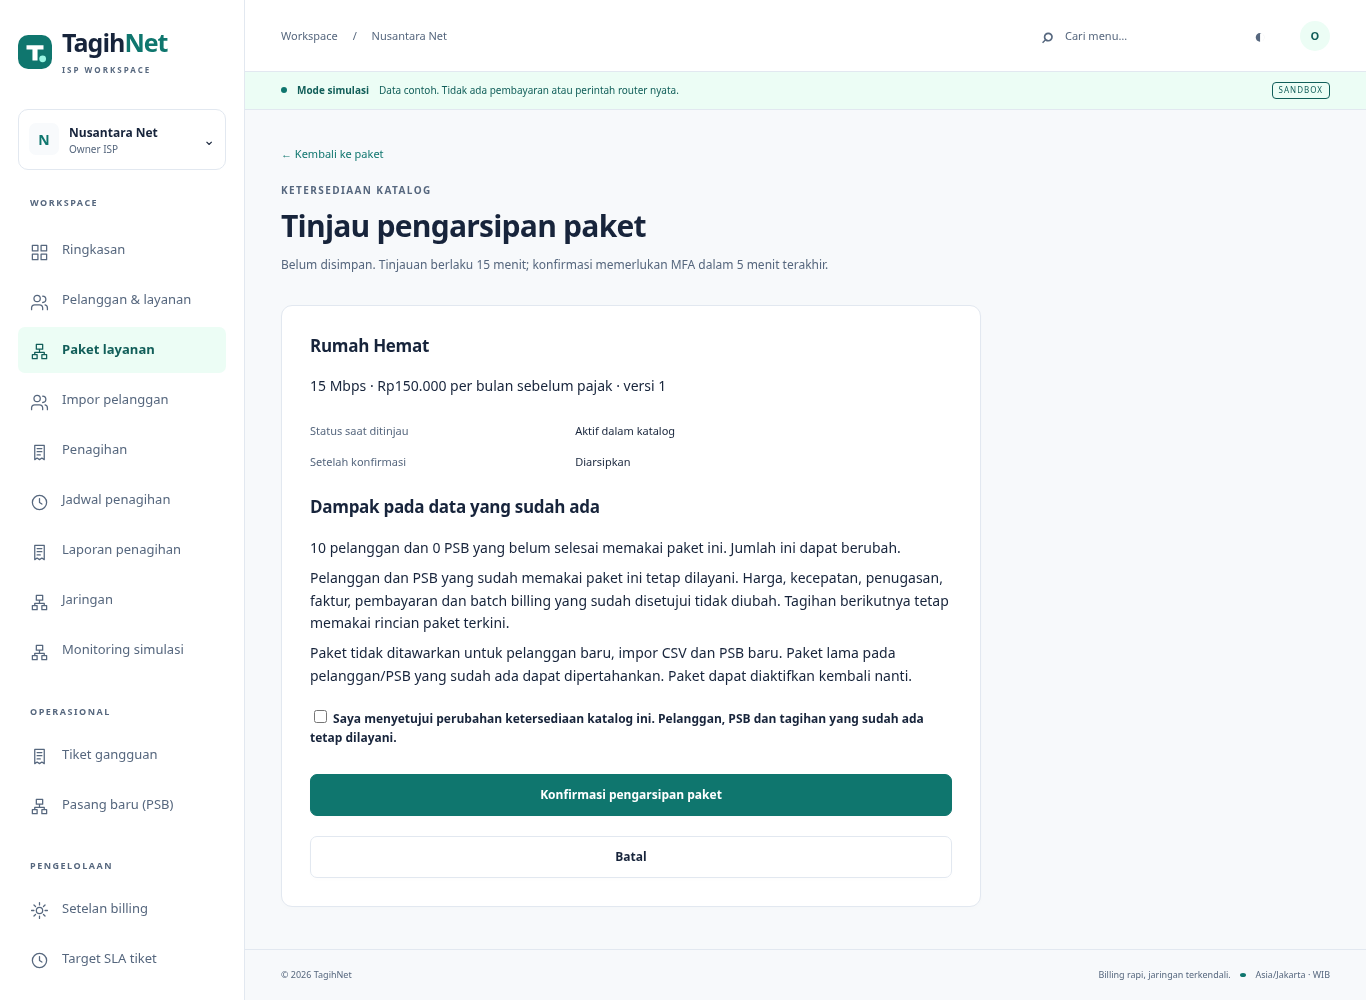 TagihNet
ISP WORKSPACE
N
Nusantara Net
Owner ISP
WORKSPACE
Ringkasan
Pelanggan & layanan
Paket layanan
Impor pelanggan
Penagihan
Jadwal penagihan
Laporan penagihan
Jaringan
Monitoring simulasi
OPERASIONAL
Tiket gangguan
Pasang baru (PSB)
PENGELOLAAN
Setelan billing
Target SLA tiket
Workspace / Nusantara Net
Cari menu...
O
Mode simulasi Data contoh. Tidak ada pembayaran atau perintah router nyata.
SANDBOX
← Kembali ke paket
KETERSEDIAAN KATALOG
Tinjau pengarsipan paket
Belum disimpan. Tinjauan berlaku 15 menit; konfirmasi memerlukan MFA dalam 5 menit terakhir.
Rumah Hemat
15 Mbps · Rp150.000 per bulan sebelum pajak · versi 1
Status saat ditinjau Aktif dalam katalog
Setelah konfirmasi Diarsipkan
Dampak pada data yang sudah ada
10 pelanggan dan 0 PSB yang belum selesai memakai paket ini. Jumlah ini dapat berubah.
Pelanggan dan PSB yang sudah memakai paket ini tetap dilayani. Harga, kecepatan, penugasan,
faktur, pembayaran dan batch billing yang sudah disetujui tidak diubah. Tagihan berikutnya tetap
memakai rincian paket terkini.
Paket tidak ditawarkan untuk pelanggan baru, impor CSV dan PSB baru. Paket lama pada
pelanggan/PSB yang sudah ada dapat dipertahankan. Paket dapat diaktifkan kembali nanti.
Saya menyetujui perubahan ketersediaan katalog ini. Pelanggan, PSB dan tagihan yang sudah ada
tetap dilayani.
Konfirmasi pengarsipan paket
Batal
© 2026 TagihNet
Billing rapi, jaringan terkendali. Asia/Jakarta · WIB